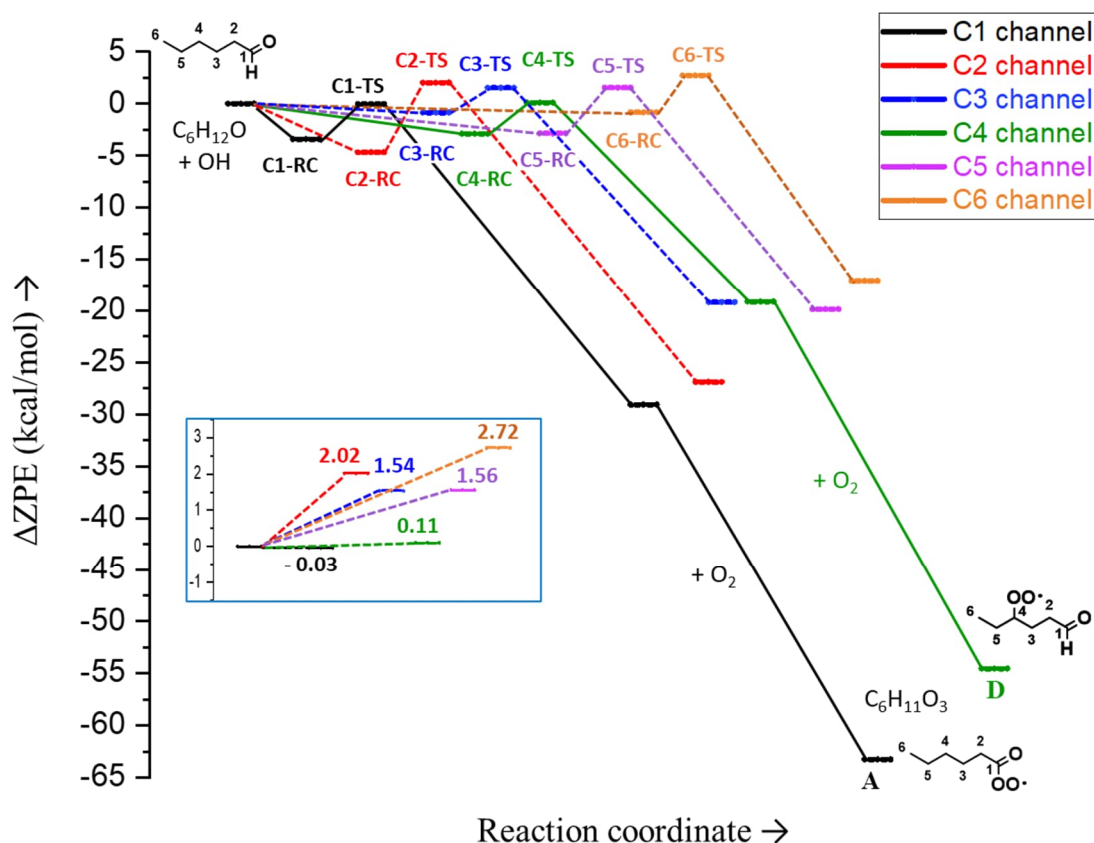 6 4 2 O
5 3 1
H
C1 channel
C2 channel
C3 channel
C4 channel
C5 channel
C6 channel
C1-TS
C2-TS
C3-TS
C4-TS
C5-TS
C6-TS
C₆H₁₂O
+ OH
C1-RC
C2-RC
C3-RC
C4-RC
C5-RC
C6-RC
5
0
-5
-10
-15
-20
-25
-30
-35
-40
-45
-50
-55
-60
-65
ΔZPE (kcal/mol) →
3
2
1
0
-1
2.02
1.54
2.72
1.56
0.11
- 0.03
+ O₂
+ O₂
OO•
6 4 2 O
5 3 1
H
D
C₆H₁₁O₃
6 4 2 O
5 3 1
OO•
A
Reaction coordinate →